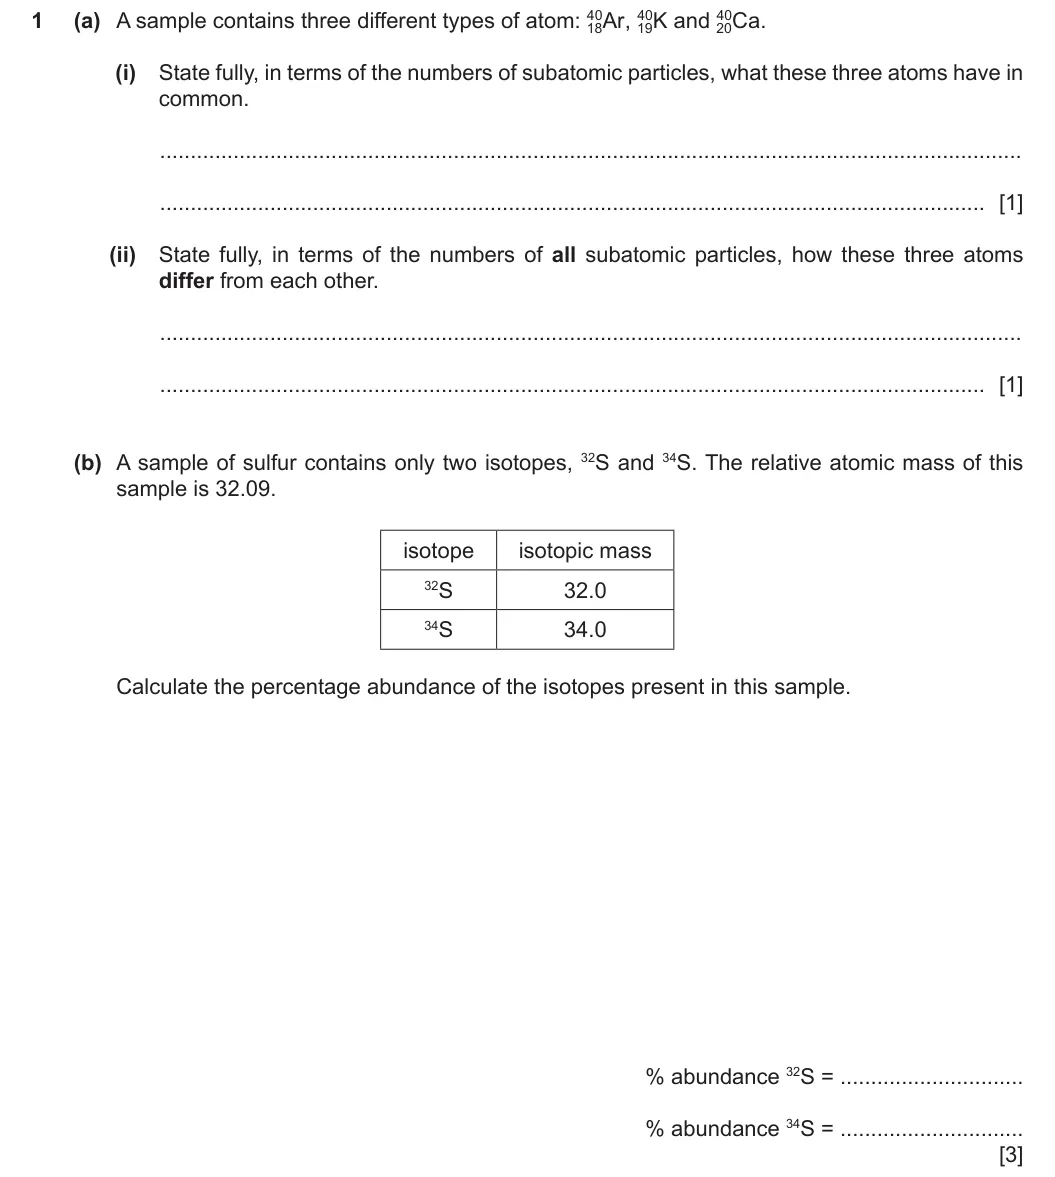 1 (a) A sample contains three different types of atom: ⁴⁰₁₈Ar, ⁴⁰₁₉K and ⁴⁰₂₀Ca.
(i) State fully, in terms of the numbers of subatomic particles, what these three atoms have in
common.
................................................................................................................................................
.......................................................................................................................................... [1]
(ii) State fully, in terms of the numbers of all subatomic particles, how these three atoms
differ from each other.
................................................................................................................................................
.......................................................................................................................................... [1]
(b) A sample of sulfur contains only two isotopes, ³²S and ³⁴S. The relative atomic mass of this
sample is 32.09.
isotope isotopic mass
³²S 32.0
³⁴S 34.0
Calculate the percentage abundance of the isotopes present in this sample.
% abundance ³²S = ..............................
% abundance ³⁴S = ..............................
[3]